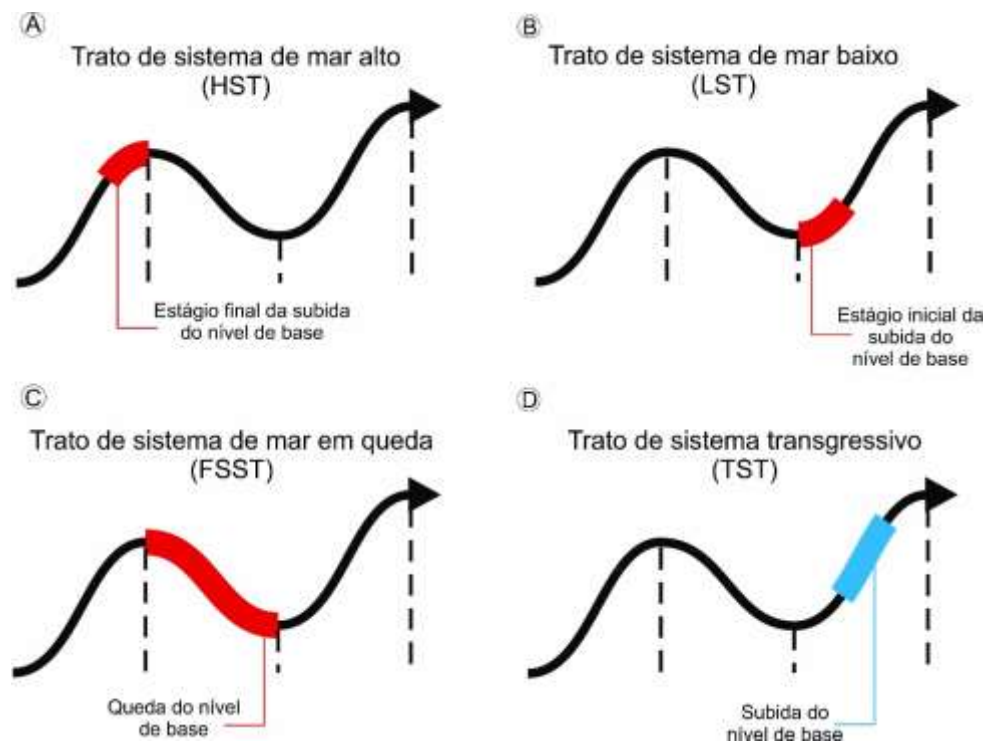 A
Trato de sistema de mar alto
(HST)
Estágio final da subida
do nível de base
B
Trato de sistema de mar baixo
(LST)
Estágio inicial da
subida do
nível de base
C
Trato de sistema de mar em queda
(FSST)
Queda do nível
de base
D
Trato de sistema transgressivo
(TST)
Subida do
nível de base